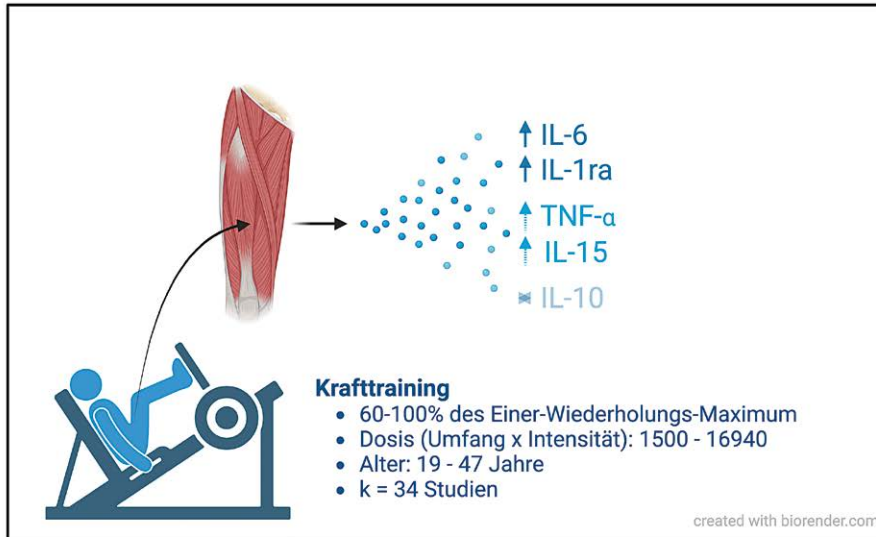 ↑ IL-6
↑ IL-1ra
↑ TNF-α
↑ IL-15
IL-10
Krafttraining
• 60-100% des Einer-Wiederholungs-Maximum
• Dosis (Umfang x Intensität): 1500 - 16940
• Alter: 19 - 47 Jahre
• k = 34 Studien
created with biorender.com